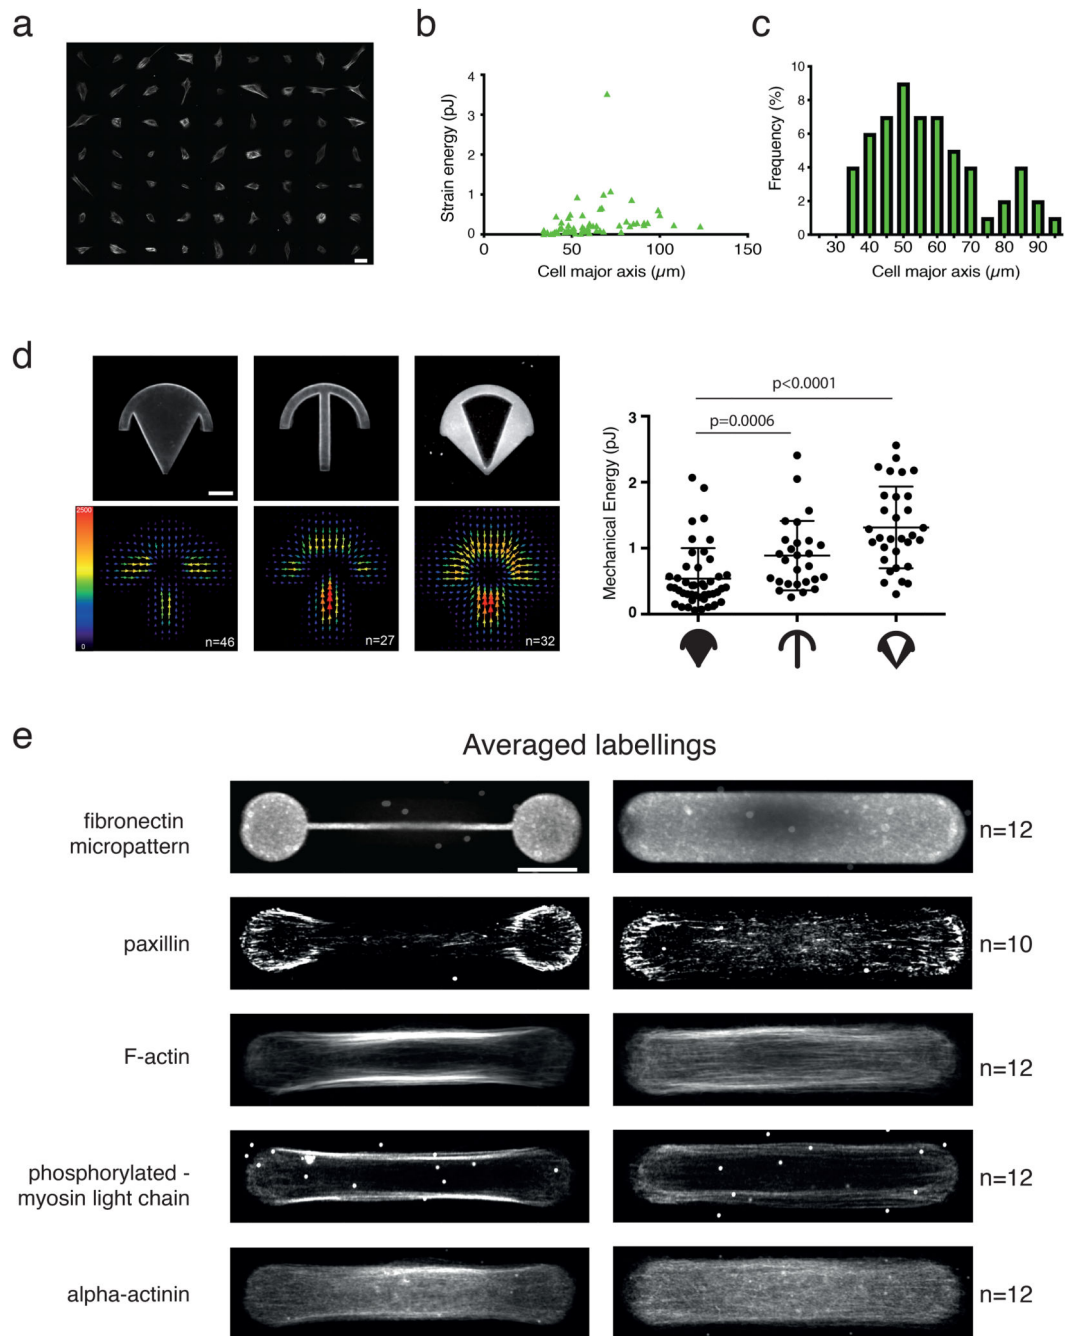 a
b
4
3
2
1
0
0
50
100
150
Strain energy (pJ)
Cell major axis (µm)
c
10
8
6
4
2
0
30
40
50
60
70
80
90
Frequency (%)
Cell major axis (µm)
d
2500
0
n=46
n=27
n=32
p<0.0001
p=0.0006
3
2
1
0
Mechanical Energy (pJ)
e
Averaged labellings
fibronectin
micropattern
n=12
paxillin
n=10
F-actin
n=12
phosphorylated -
myosin light chain
n=12
alpha-actinin
n=12